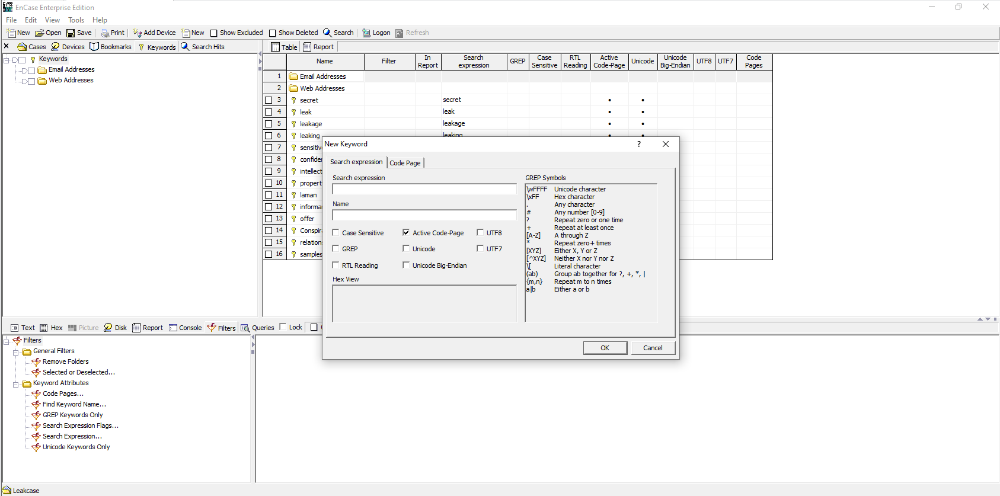 EnCase Enterprise Edition
File Edit View Tools Help
New Open Save Print Add Device New Show Excluded Show Deleted Search Logon Refresh
Cases Devices Bookmarks Keywords Search Hits
Table Report
Keywords
Email Addresses
Web Addresses
Name Filter In Report Search expression GREP Case Sensitive RTL Reading Active Code-Page Unicode Unicode Big-Endian UTF8 UTF7 Code Pages
1 Email Addresses
2 Web Addresses
3 secret secret • •
4 leak leak • •
5 leakage leakage • •
6 leaking leaking • •
7 sensitiv
8 confider
9 intellect
10 propert
11 laman
12 informa
13 offer
14 Conspir
15 relation
16 samples
New Keyword ?
Search expression Code Page
Search expression
Name
Case Sensitive Active Code-Page UTF8
GREP Unicode UTF7
RTL Reading Unicode Big-Endian
Hex View
GREP Symbols
\wFFFF Unicode character
\xFF Hex character
. Any character
# Any number [0-9]
? Repeat zero or one time
+ Repeat at least once
[A-Z] A through Z
* Repeat zero+ times
[XYZ] Either X, Y or Z
[^XYZ] Neither X nor Y nor Z
\[ Literal character
(ab) Group ab together for ?, +, *, |
{m,n} Repeat m to n times
a|b Either a or b
OK Cancel
Text Hex Picture Disk Report Console Filters Queries Lock
Filters
General Filters
Remove Folders
Selected or Deselected...
Keyword Attributes
Code Pages...
Find Keyword Name...
GREP Keywords Only
Search Expression Flags...
Search Expression...
Unicode Keywords Only
Leakcase